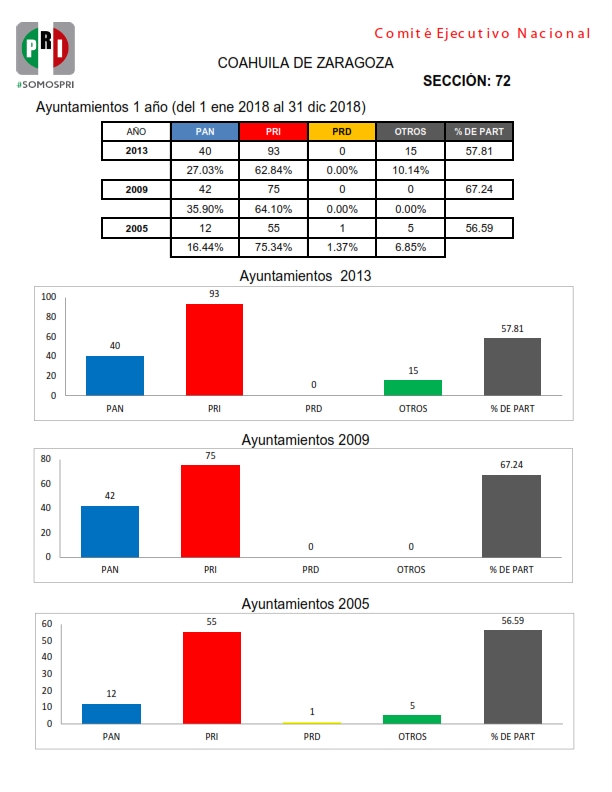 Comité Ejecutivo Nacional
PRI
#SOMOSPRI
COAHUILA DE ZARAGOZA
SECCIÓN: 72
Ayuntamientos 1 año (del 1 ene 2018 al 31 dic 2018)
AÑO PAN PRI PRD OTROS % DE PART
2013 40 93 0 15 57.81
27.03% 62.84% 0.00% 10.14%
2009 42 75 0 0 67.24
35.90% 64.10% 0.00% 0.00%
2005 12 55 1 5 56.59
16.44% 75.34% 1.37% 6.85%
Ayuntamientos 2013
100
80
60
40
20
0
40 93 0 15 57.81
PAN PRI PRD OTROS % DE PART
Ayuntamientos 2009
80
60
40
20
0
42 75 0 0 67.24
PAN PRI PRD OTROS % DE PART
Ayuntamientos 2005
60
50
40
30
20
10
0
12 55 1 5 56.59
PAN PRI PRD OTROS % DE PART